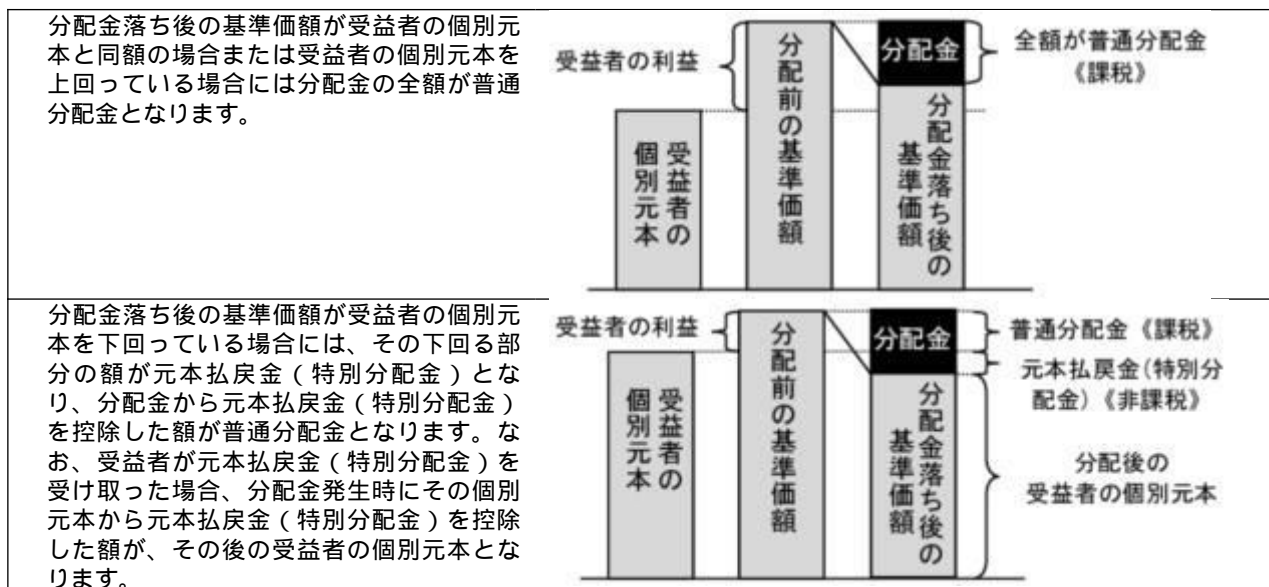 分配金落ち後の基準価額が受益者の個別元
本と同額の場合または受益者の個別元本を
上回っている場合には分配金の全額が普通
分配金となります。
受益者の利益
受益者の
個別元本
分配前の基準価額
分配金
分配金落ち後の
基準価額
全額が普通分配金
《課税》
分配金落ち後の基準価額が受益者の個別元
本を下回っている場合には、その下回る部
分の額が元本払戻金（特別分配金）とな
り、分配金から元本払戻金（特別分配金）
を控除した額が普通分配金となります。な
お、受益者が元本払戻金（特別分配金）を
受け取った場合、分配金発生時にその個別
元本から元本払戻金（特別分配金）を控除
した額が、その後の受益者の個別元本とな
ります。
受益者の利益
受益者の
個別元本
分配前の基準価額
分配金
分配金落ち後の
基準価額
普通分配金《課税》
元本払戻金(特別分
配金)《非課税》
分配後の
受益者の個別元本